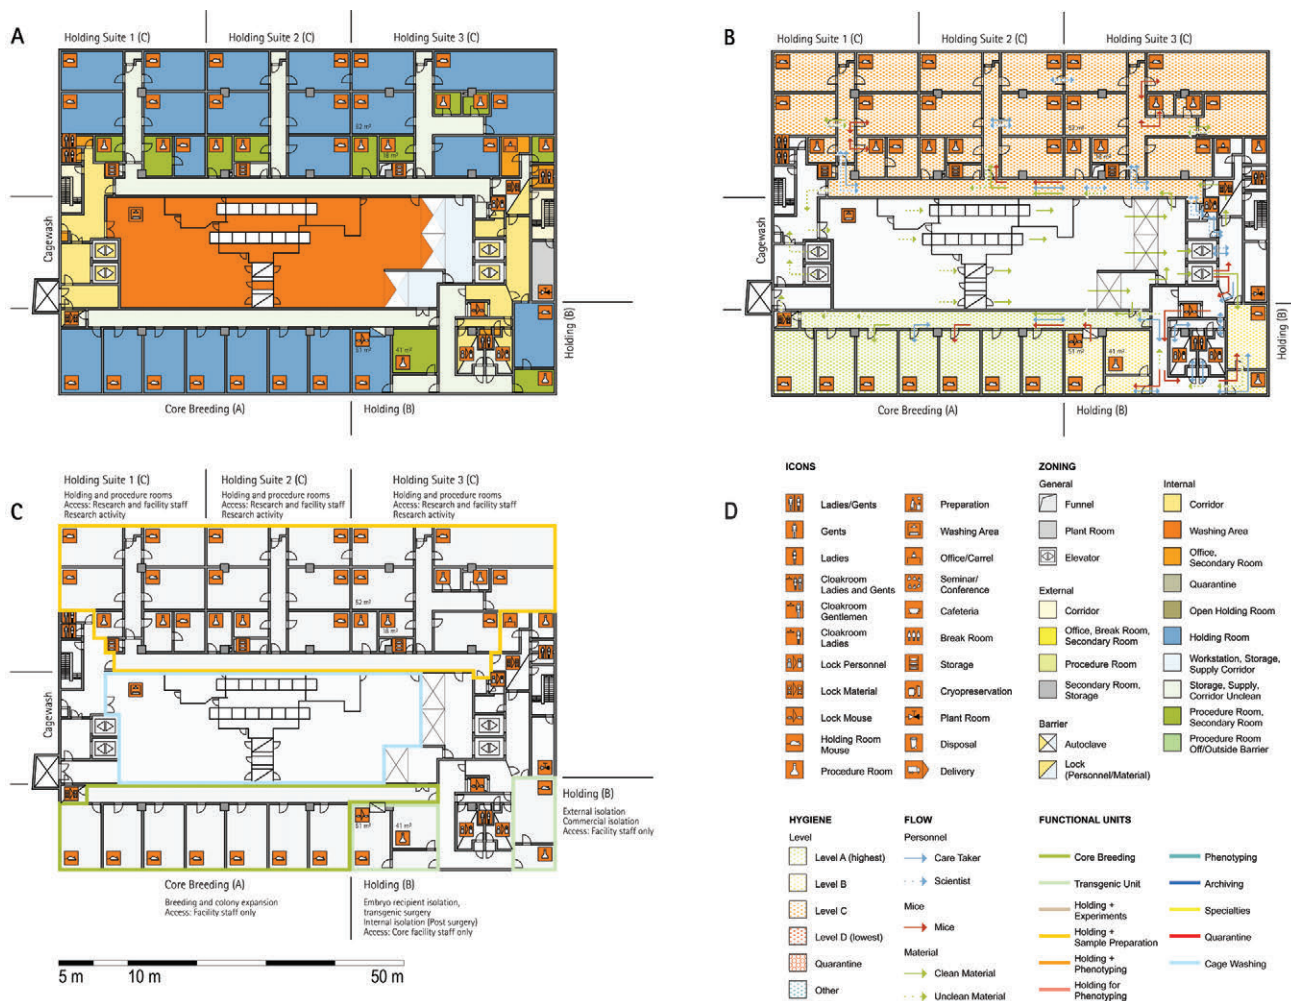 A
Holding Suite 1 (C)
Holding Suite 2 (C)
Holding Suite 3 (C)
52 m²
18 m²
Cagewash
51 m²
41 m²
Holding (B)
Core Breeding (A)
Holding (B)
B
Holding Suite 1 (C)
Holding Suite 2 (C)
Holding Suite 3 (C)
52 m²
18 m²
Cagewash
51 m²
41 m²
Holding (B)
Core Breeding (A)
Holding (B)
C
Holding Suite 1 (C)
Holding and procedure rooms
Access: Research and facility staff
Research activity
Holding Suite 2 (C)
Holding and procedure rooms
Access: Research and facility staff
Research activity
Holding Suite 3 (C)
Holding and procedure rooms
Access: Research and facility staff
Research activity
52 m²
18 m²
Cagewash
51 m²
41 m²
Holding (B)
External isolation
Commercial isolation
Access: Facility staff only
Core Breeding (A)
Breeding and colony expansion
Access: Facility staff only
Holding (B)
Embryo recipient isolation,
transgenic surgery
Internal isolation (Post surgery)
Access: Core facility staff only
5 m
10 m
50 m
D
ICONS
Ladies/Gents
Gents
Ladies
Cloakroom
Ladies and Gents
Cloakroom
Gentlemen
Cloakroom
Ladies
Lock Personnel
Lock Material
Lock Mouse
Holding Room
Mouse
Procedure Room
Preparation
Washing Area
Office/Carrel
Seminar/
Conference
Cafeteria
Break Room
Storage
Cryopreservation
Plant Room
Disposal
Delivery
ZONING
General
Funnel
Plant Room
Elevator
External
Corridor
Office, Break Room,
Secondary Room
Procedure Room
Secondary Room,
Storage
Barrier
Autoclave
Lock
(Personnel/Material)
Internal
Corridor
Washing Area
Office,
Secondary Room
Quarantine
Open Holding Room
Holding Room
Workstation, Storage,
Supply Corridor
Storage, Supply,
Corridor Unclean
Procedure Room,
Secondary Room
Procedure Room
Off/Outside Barrier
HYGIENE
Level
Level A (highest)
Level B
Level C
Level D (lowest)
Quarantine
Other
FLOW
Personnel
Care Taker
Scientist
Mice
Mice
Material
Clean Material
Unclean Material
FUNCTIONAL UNITS
Core Breeding
Transgenic Unit
Holding +
Experiments
Holding +
Sample Preparation
Holding +
Phenotyping
Holding for
Phenotyping
Phenotyping
Archiving
Specialties
Quarantine
Cage Washing